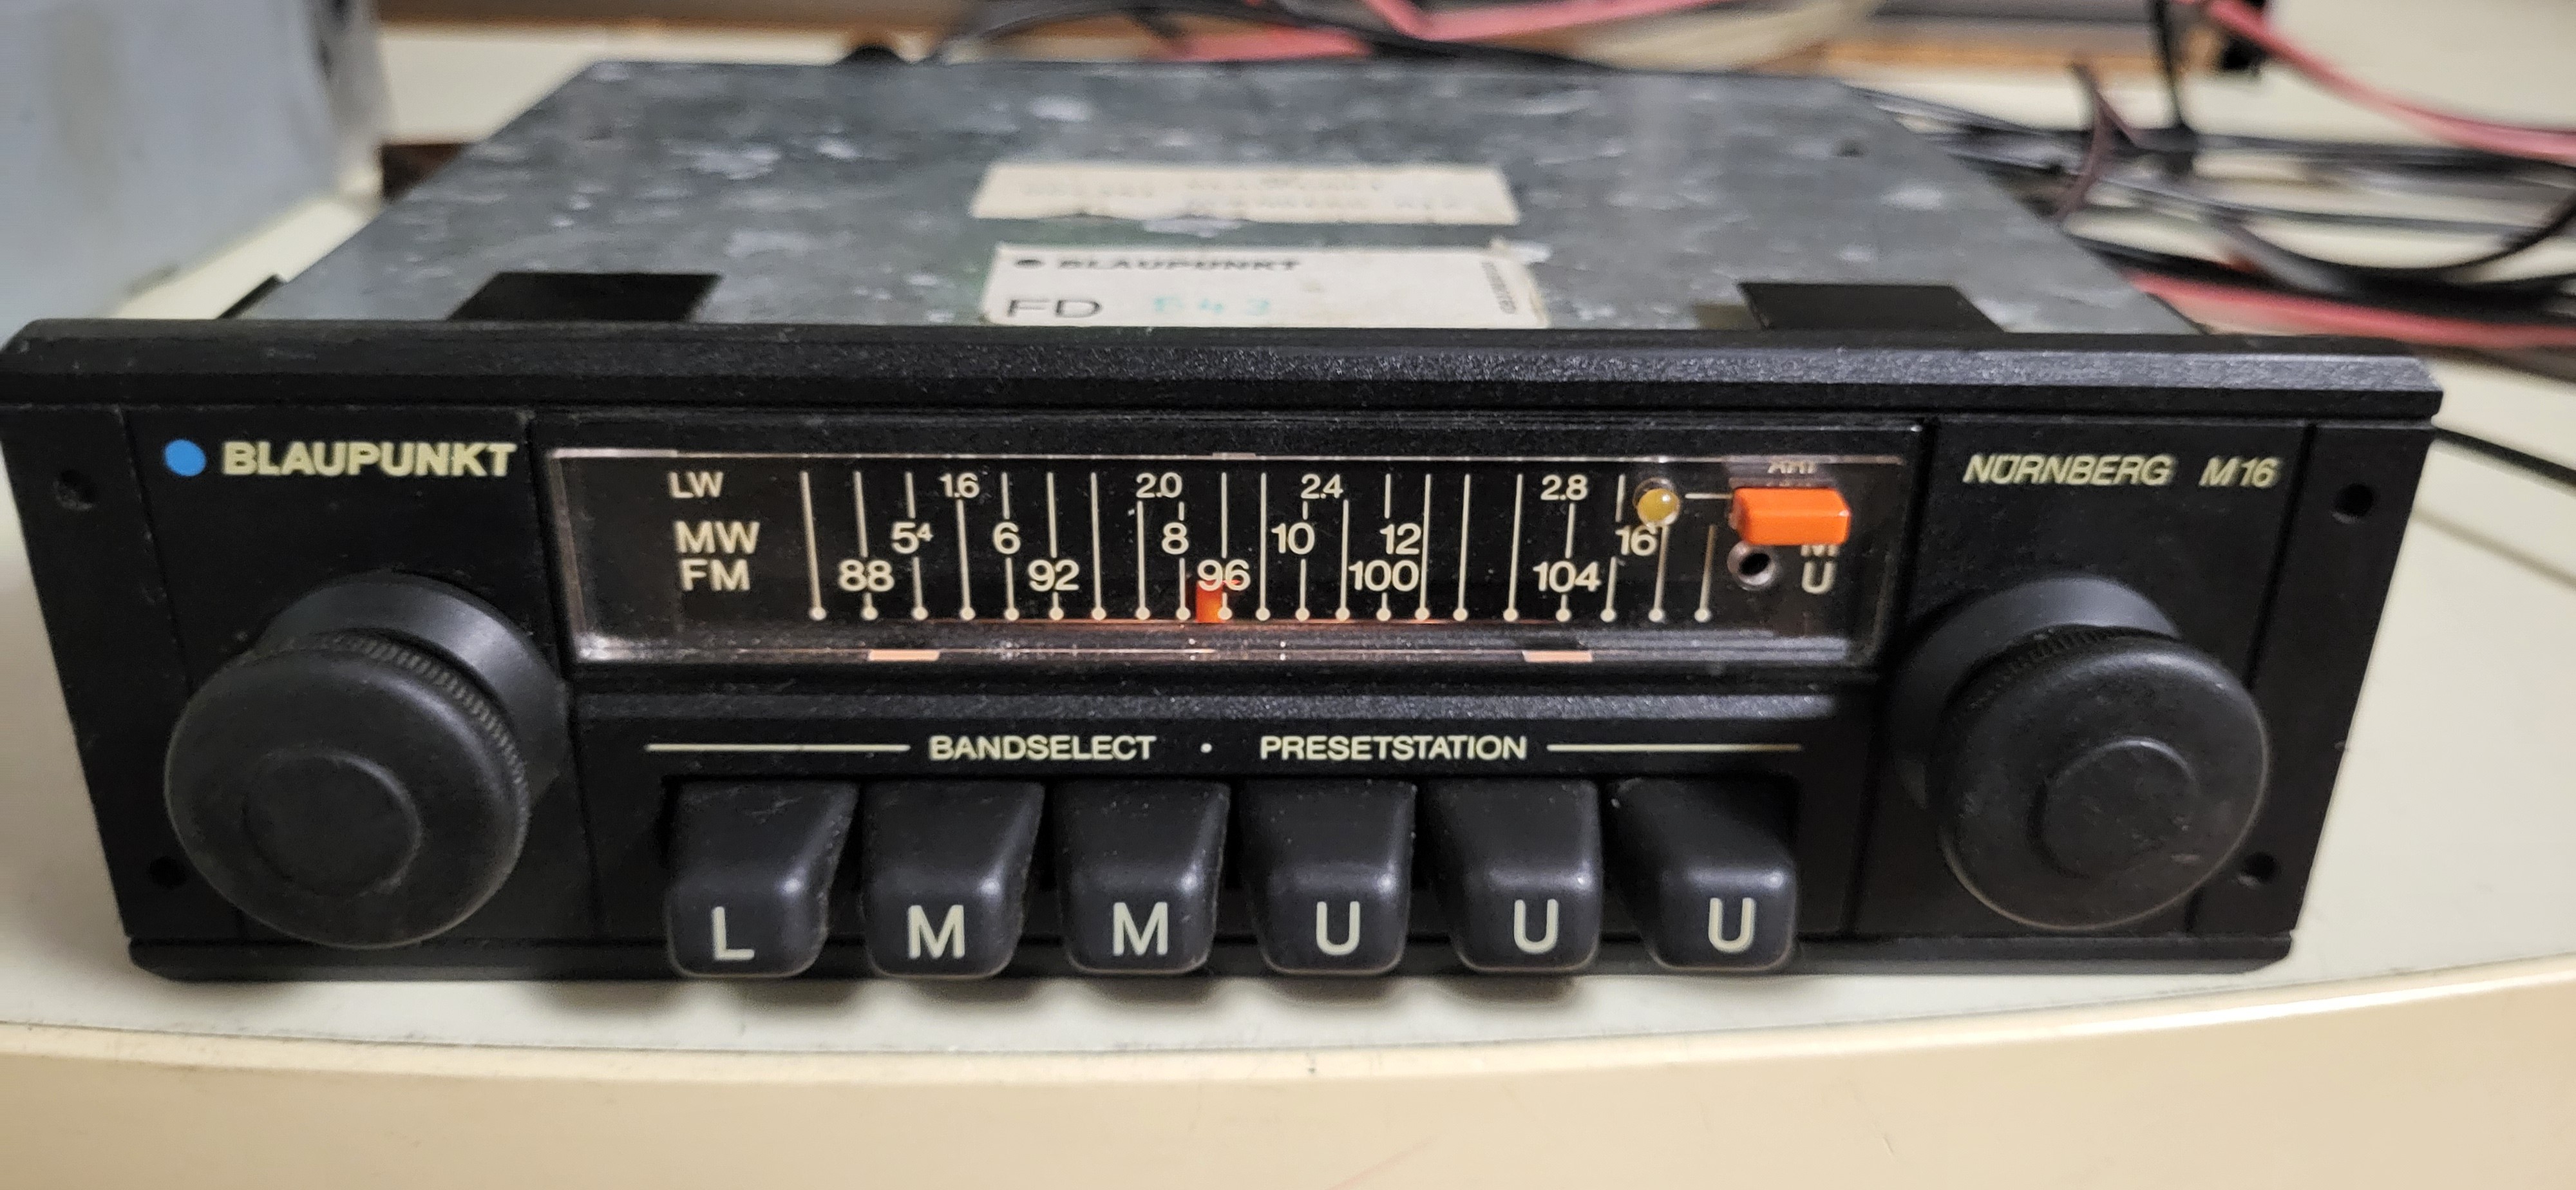 BLAUPUNKT
FD
BLAUPUNKT
NÜRNBERG M16
LW 1.6 2.0 2.4 2.8
MW 5⁴ 6 8 10 12 16
FM 88 92 96 100 104
M
U
BANDSELECT · PRESETSTATION
L M M U U U